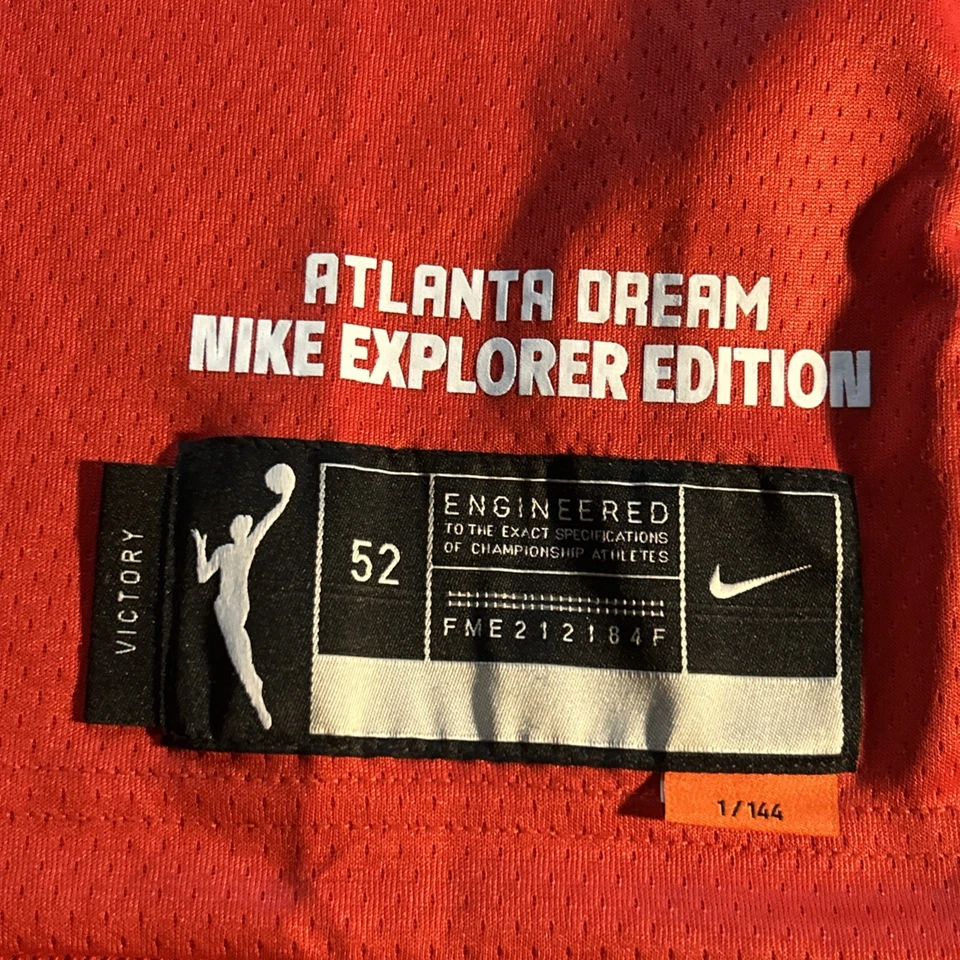 ATLANTA DREAM
NIKE EXPLORER EDITION
VICTORY
52
ENGINEERED
TO THE EXACT SPECIFICATIONS
OF CHAMPIONSHIP ATHLETES
FME212184F
1/144